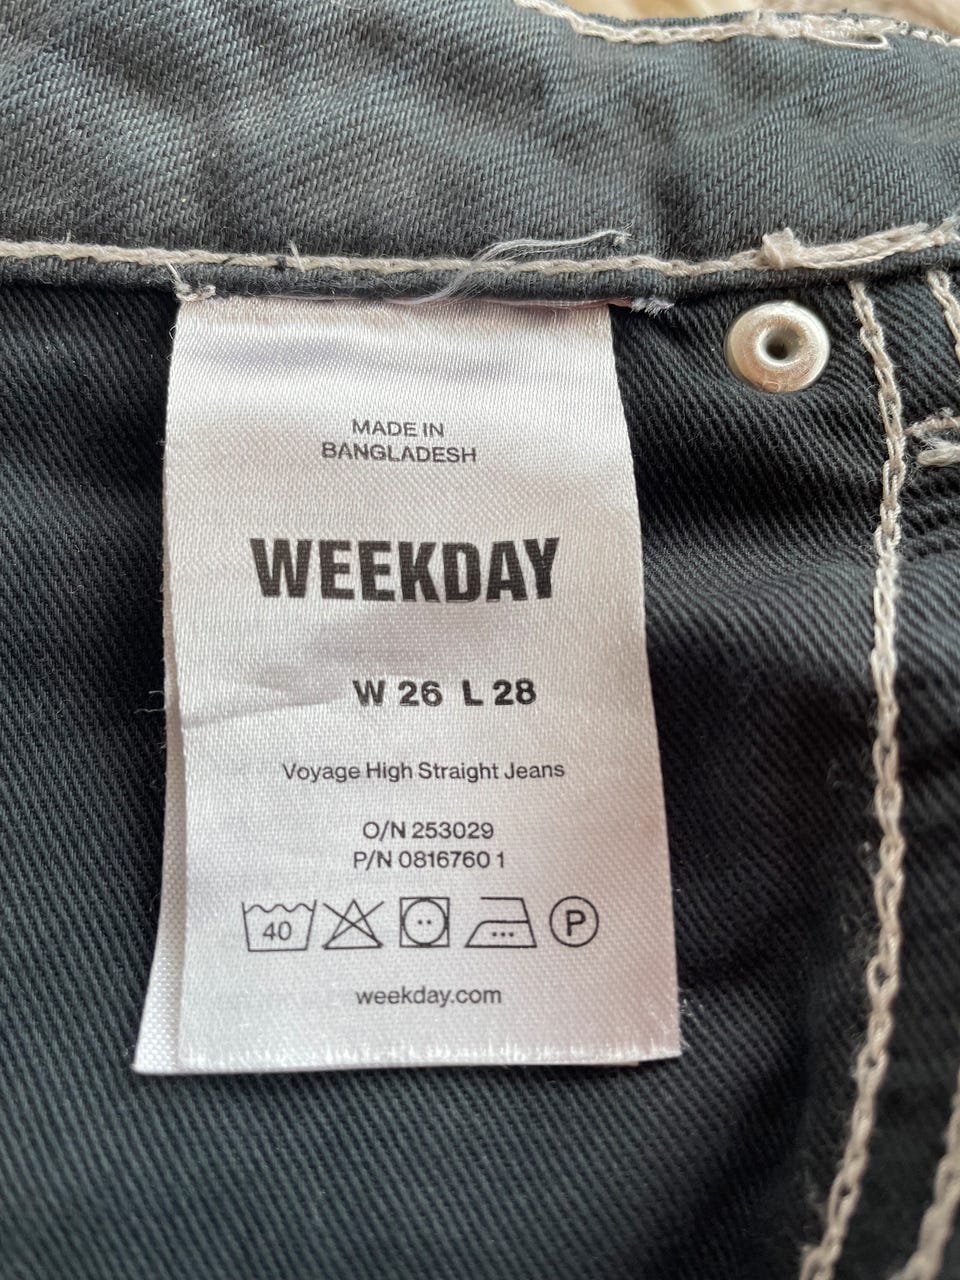 MADE IN
BANGLADESH
WEEKDAY
W 26 L 28
Voyage High Straight Jeans
O/N 253029
P/N 0816760 1
40
P
weekday.com